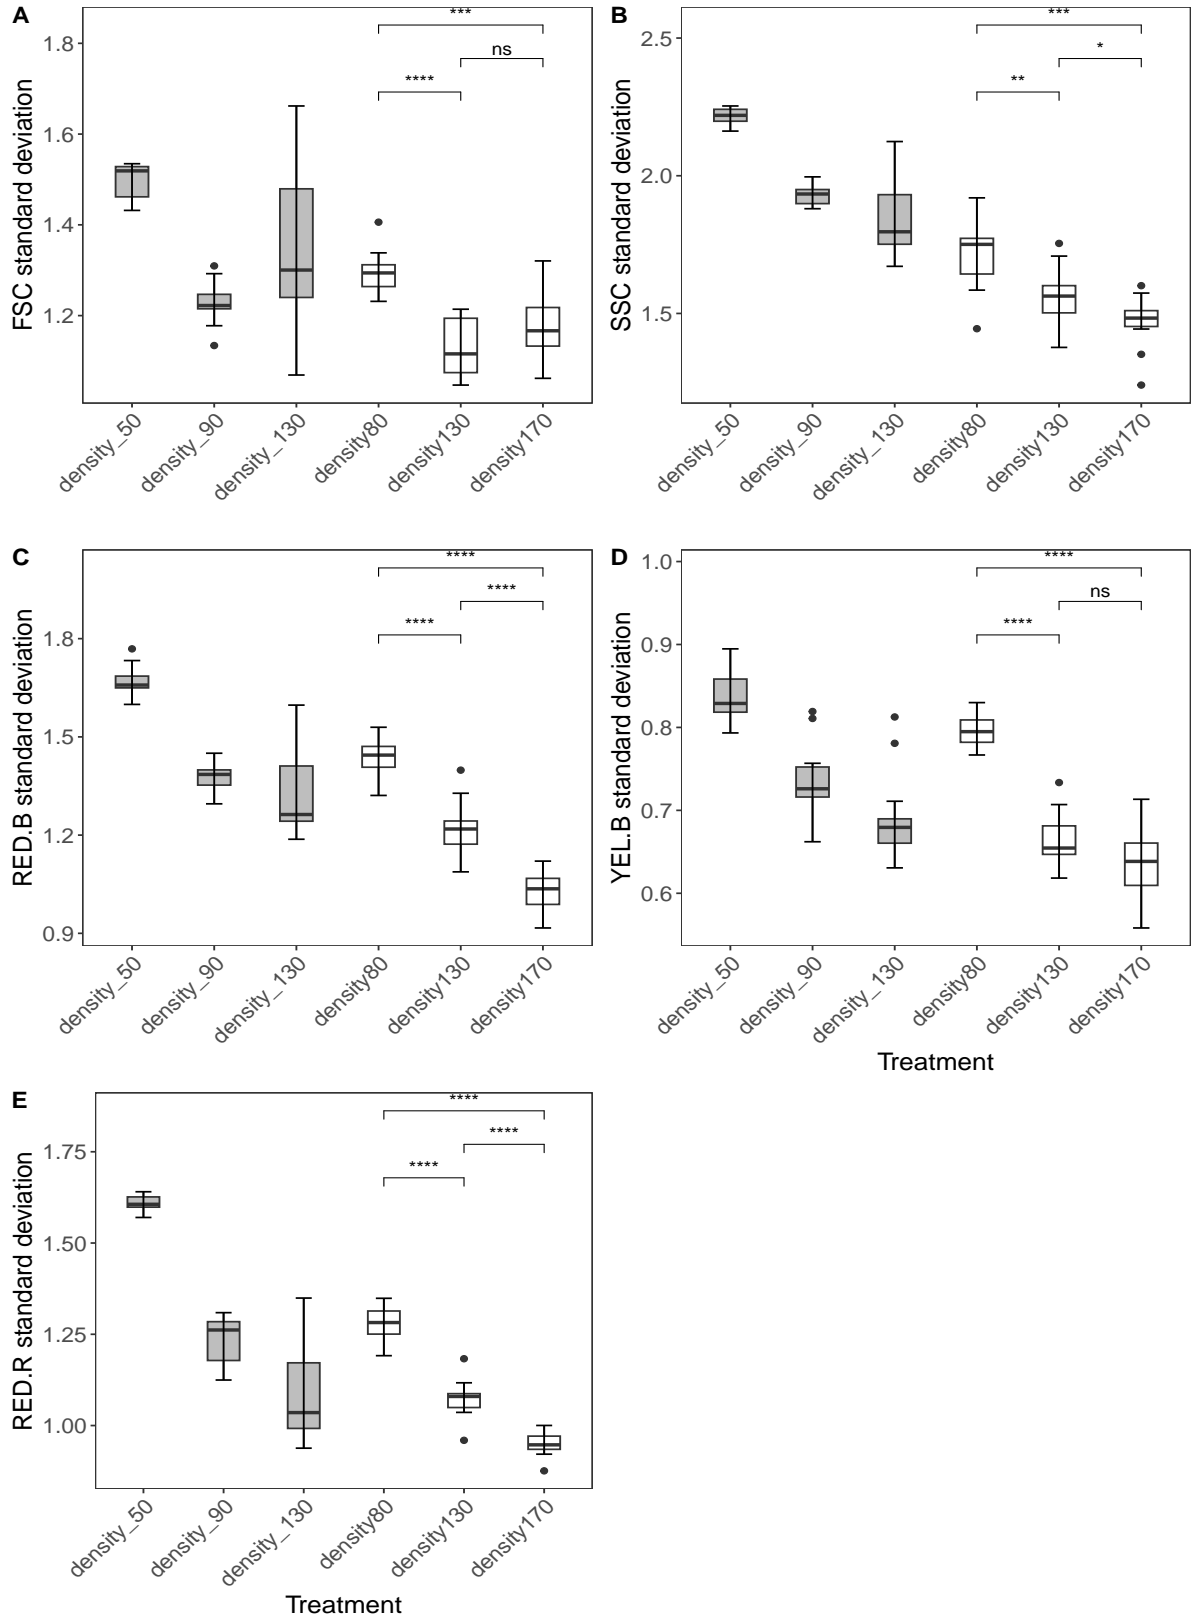 A
FSC standard deviation
1.8
1.6
1.4
1.2
***
ns
****
density_50
density_90
density_130
density80
density130
density170
B
SSC standard deviation
2.5
2.0
1.5
***
*
**
density_50
density_90
density_130
density80
density130
density170
C
RED.B standard deviation
1.8
1.5
1.2
0.9
****
****
****
density_50
density_90
density_130
density80
density130
density170
D
YEL.B standard deviation
1.0
0.9
0.8
0.7
0.6
****
ns
****
density_50
density_90
density_130
density80
density130
density170
Treatment
E
RED.R standard deviation
1.75
1.50
1.25
1.00
****
****
****
density_50
density_90
density_130
density80
density130
density170
Treatment